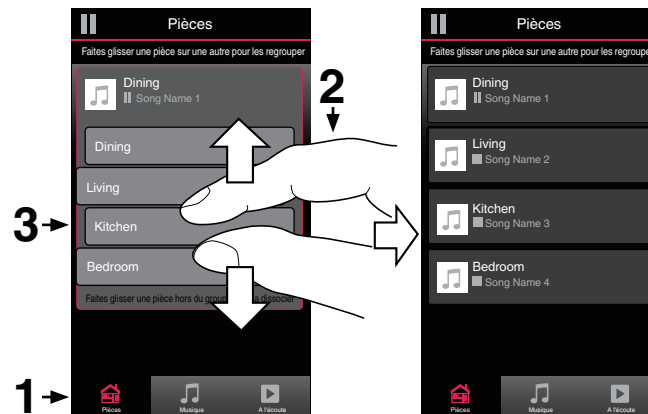 Pièces
Faites glisser une pièce sur une autre pour les regrouper
Dining
Song Name 1
Dining
Living
Kitchen
Bedroom
Faites glisser une pièce hors du dissocier
Pièces
Musique
A l'écoute
1
2
3
Pièces
Faites glisser une pièce sur une autre pour les regroupe
Dining
Song Name 1
Living
Song Name 2
Kitchen
Song Name 3
Bedroom
Song Name 4
Pièces
Musique
A l'écoute